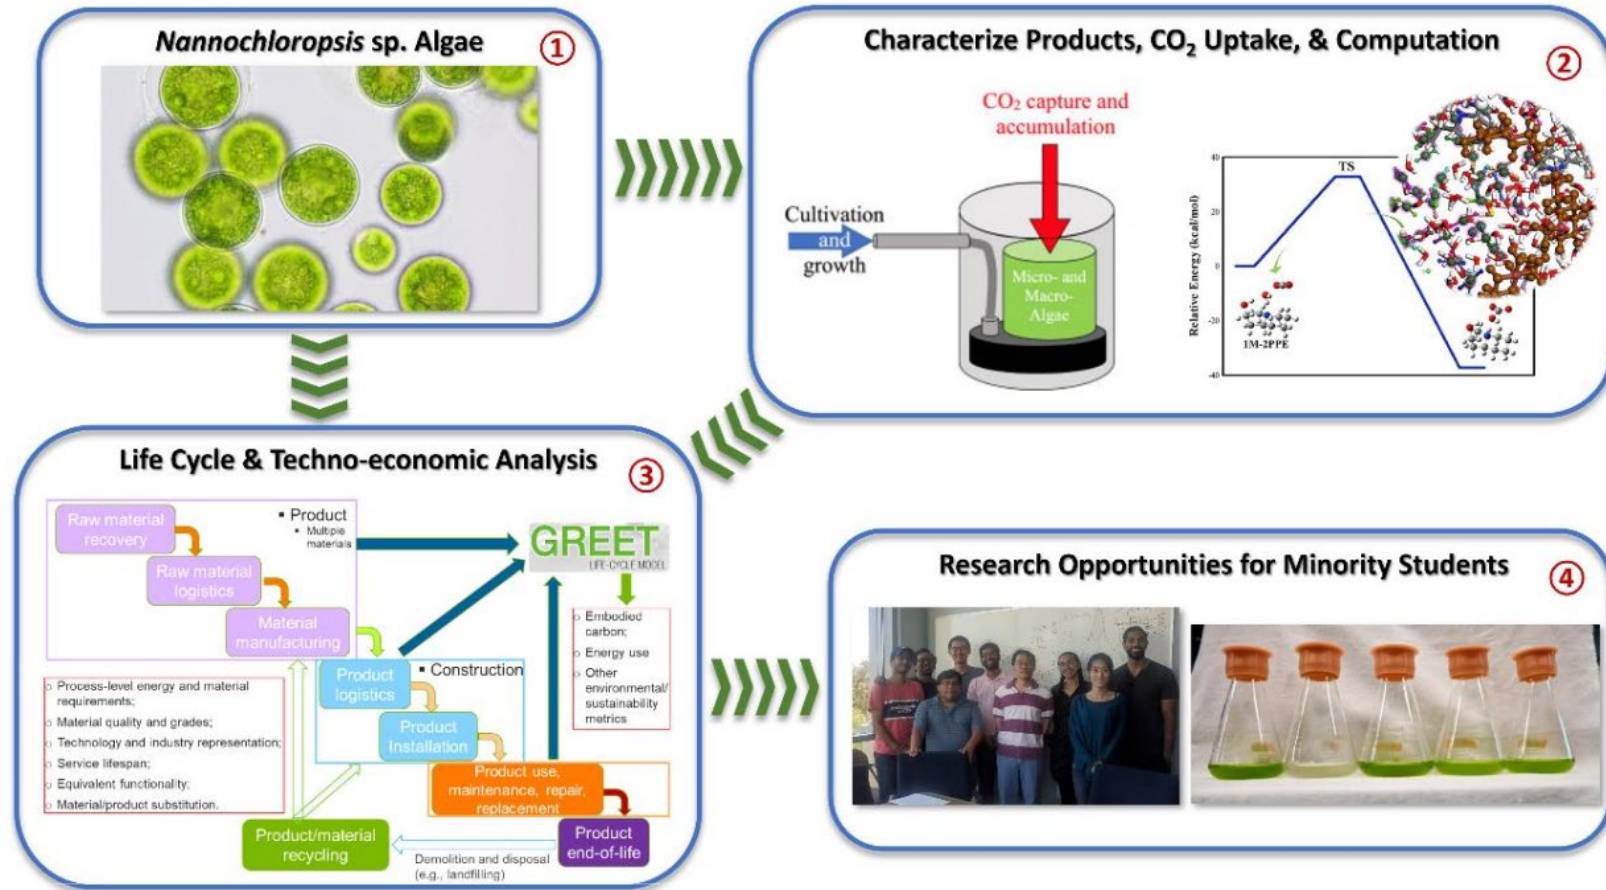 Nannochloropsis sp. Algae
①
Characterize Products, CO₂ Uptake, & Computation
②
CO₂ capture and
accumulation
Cultivation
and
growth
Micro- and
Macro-
Algae
Relative Energy (kcal/mol)
40
20
0
-20
-40
TS
1M-2PPE
Life Cycle & Techno-economic Analysis
③
Raw material
recovery
Raw material
logistics
Material
manufacturing
▪ Product
▪ Multiple
materials
GREET
LIFE-CYCLE MODEL
o Embodied
carbon;
o Energy use
o Other
environmental/
sustainability
metrics
▪ Construction
Product
logistics
Product
Installation
o Process-level energy and material
requirements;
o Material quality and grades;
o Technology and industry representation;
o Service lifespan;
o Equivalent functionality;
o Material/product substitution.
Product use,
maintenance, repair,
replacement
Product/material
recycling
Product
end-of-life
Demolition and disposal
(e.g., landfilling)
Research Opportunities for Minority Students
④